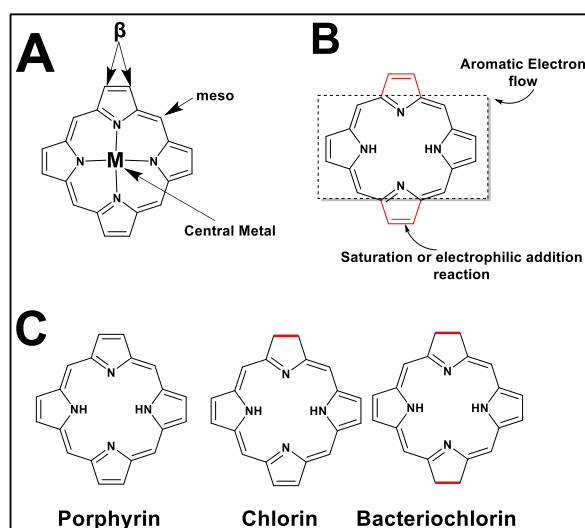 A
β
meso
N
N
M
N
N
Central Metal
B
Aromatic Electron
flow
N
NH
HN
N
Saturation or electrophilic addition
reaction
C
N
NH
HN
N
N
NH
HN
N
N
NH
HN
N
Porphyrin
Chlorin
Bacteriochlorin